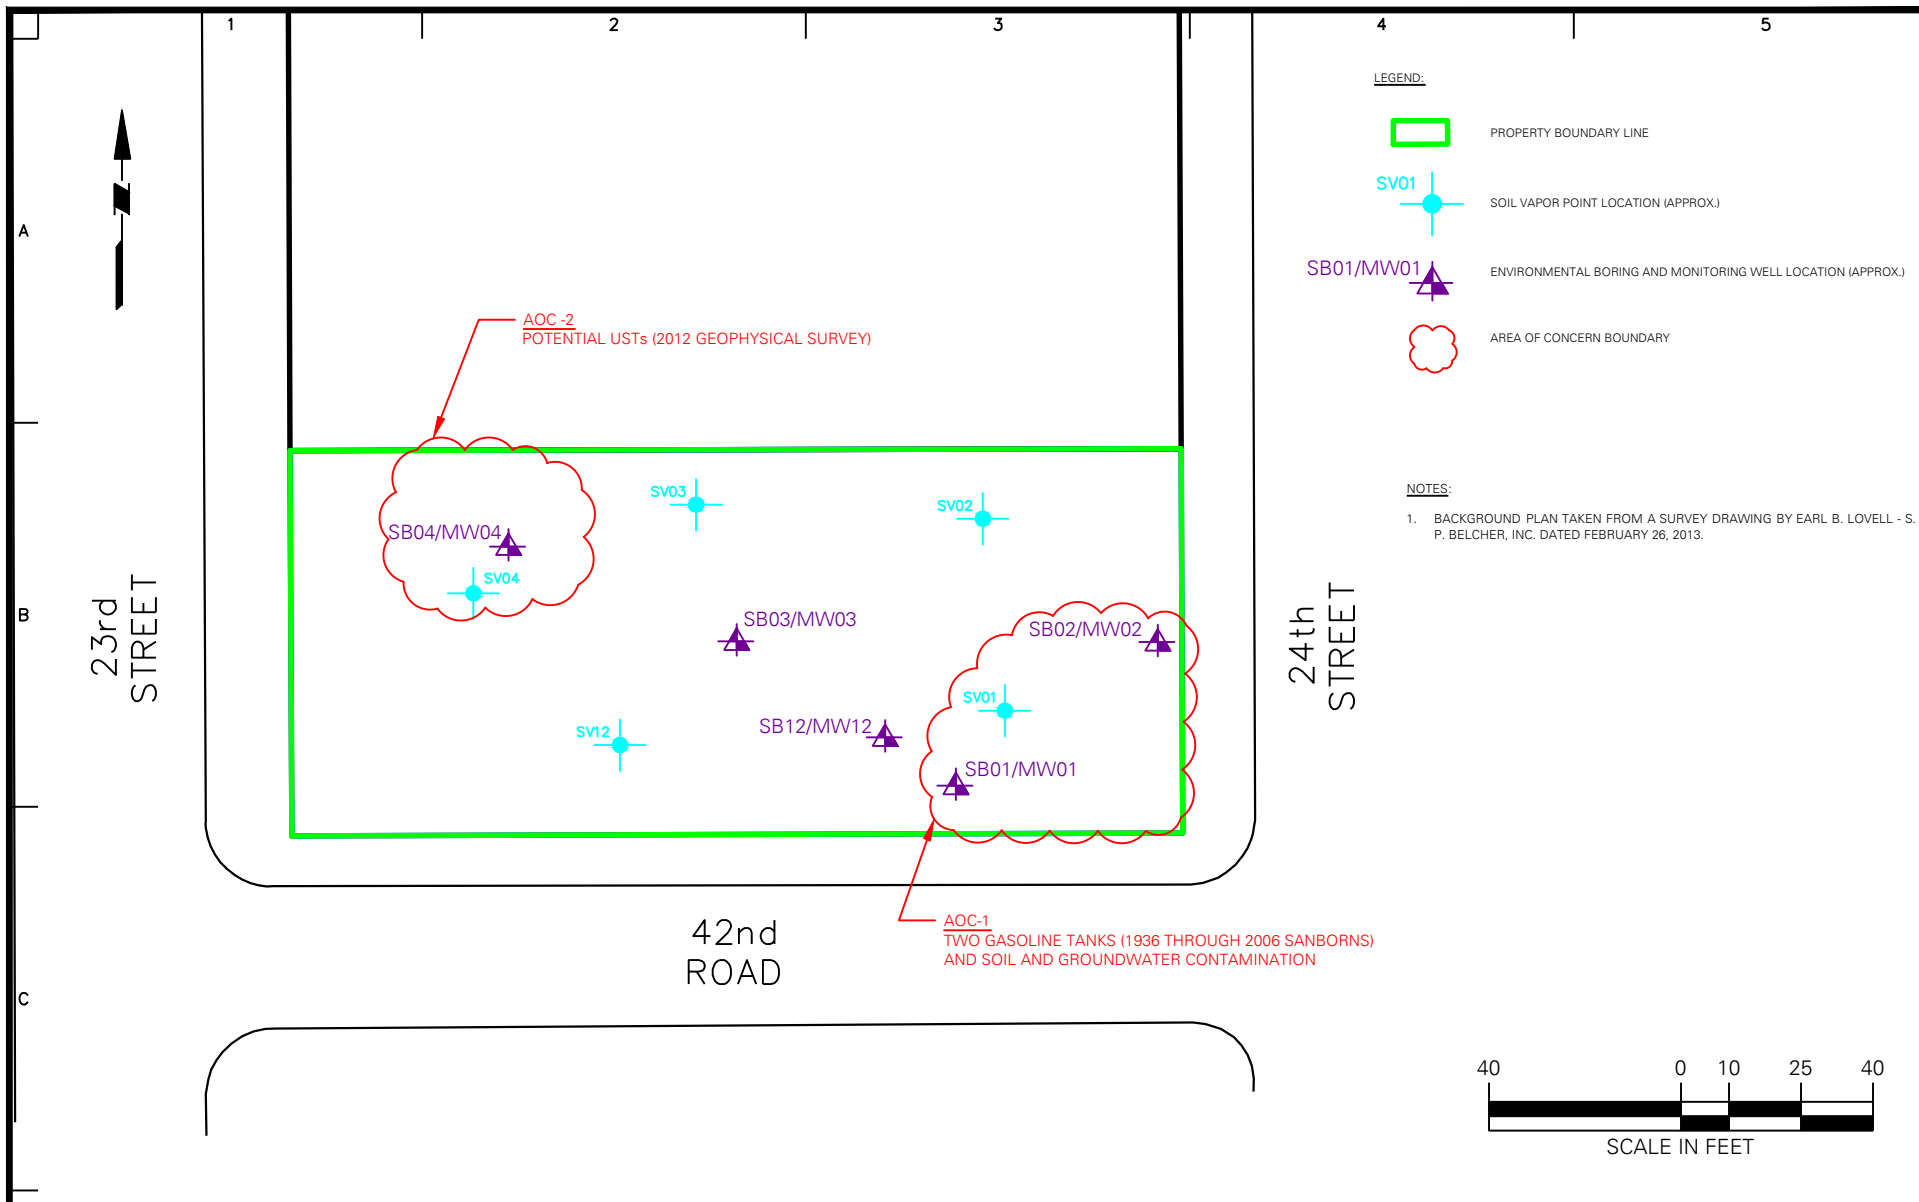 1
2
3
4
5
A
B
C
LEGEND:
PROPERTY BOUNDARY LINE
SV01
SOIL VAPOR POINT LOCATION (APPROX.)
SB01/MW01
ENVIRONMENTAL BORING AND MONITORING WELL LOCATION (APPROX.)
AREA OF CONCERN BOUNDARY
NOTES:
1. BACKGROUND PLAN TAKEN FROM A SURVEY DRAWING BY EARL B. LOVELL - S.
P. BELCHER, INC. DATED FEBRUARY 26, 2013.
AOC -2
POTENTIAL USTs (2012 GEOPHYSICAL SURVEY)
SV03
SV02
SB04/MW04
SV04
SB03/MW03
SB02/MW02
SV01
SV12
SB12/MW12
SB01/MW01
23rd
STREET
24th
STREET
42nd
ROAD
AOC-1
TWO GASOLINE TANKS (1936 THROUGH 2006 SANBORNS)
AND SOIL AND GROUNDWATER CONTAMINATION
40 0 10 25 40
SCALE IN FEET